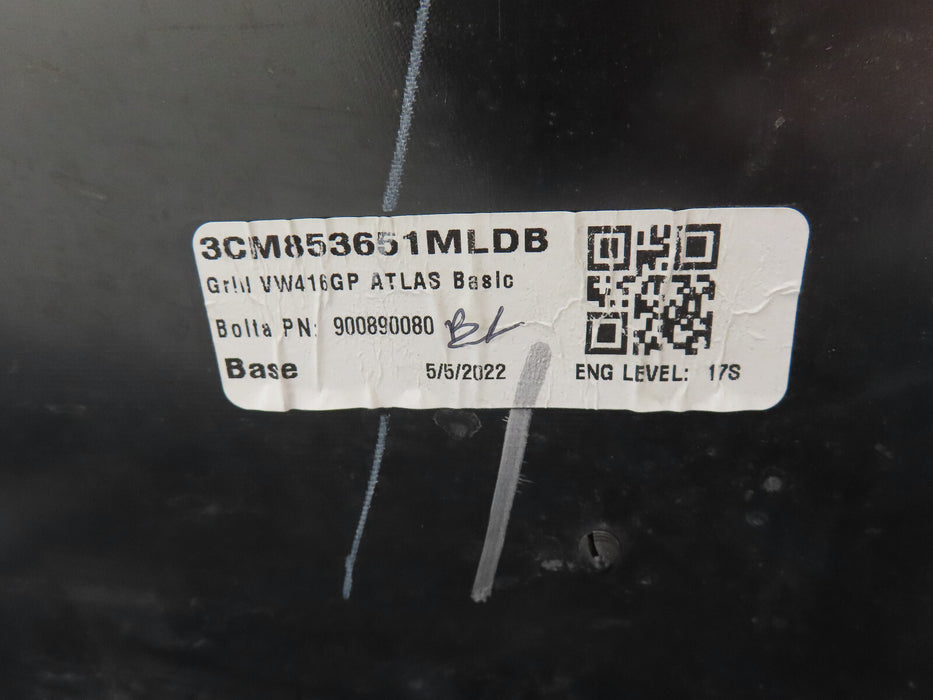 3CM853651MLDB
Grill VW416GP ATLAS Basic
Bolta PN: 900890080
Base 5/5/2022 ENG LEVEL: 17S